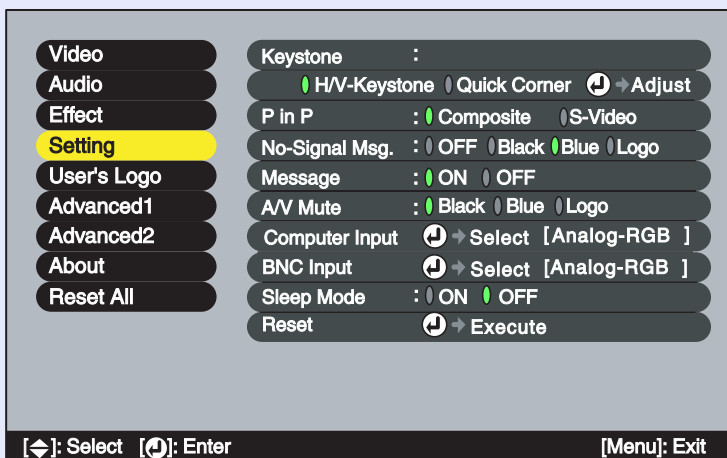 Video
Audio
Effect
Setting
User's Logo
Advanced1
Advanced2
About
Reset All
Keystone :
H/V-Keystone Quick Corner Adjust
P in P : Composite S-Video
No-Signal Msg. : OFF Black Blue Logo
Message : ON OFF
A/V Mute : Black Blue Logo
Computer Input Select [Analog-RGB ]
BNC Input Select [Analog-RGB ]
Sleep Mode : ON OFF
Reset Execute
[ ]: Select [ ]: Enter [Menu]: Exit